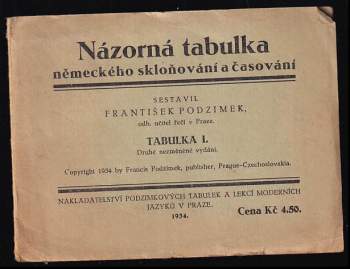 Názorná tabulka
německého skloňování a časování
SESTAVIL
FRANTIŠEK PODZIMEK,
odb. učitel řečí v Praze.
TABULKA I.
Druhé nezměněné vydání.
Copyright 1934 by Francis Podzimek, publisher, Prague-Czechoslovakia.
NAKLADATELSTVÍ PODZIMKOVÝCH TABULEK A LEKCÍ MODERNÍCH
JAZYKŮ V PRAZE.
1934.
Cena Kč 4.50.